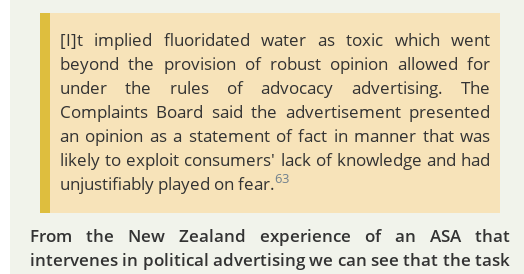 [I]t implied fluoridated water as toxic which went
beyond the provision of robust opinion allowed for
under the rules of advocacy advertising. The
Complaints Board said the advertisement presented
an opinion as a statement of fact in manner that was
likely to exploit consumers' lack of knowledge and had
unjustifiably played on fear.63
From the New Zealand experience of an ASA that
intervenes in political advertising we can see that the task